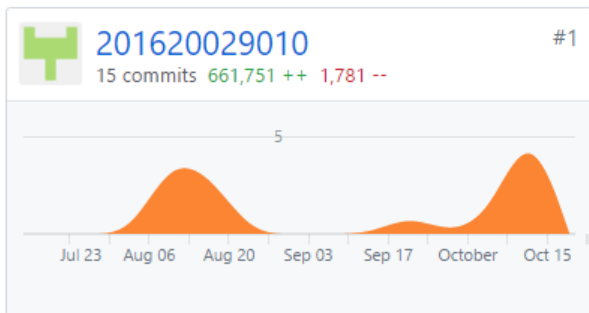 201620029010 #1
15 commits 661,751 ++ 1,781 --
5
Jul 23 Aug 06 Aug 20 Sep 03 Sep 17 October Oct 15